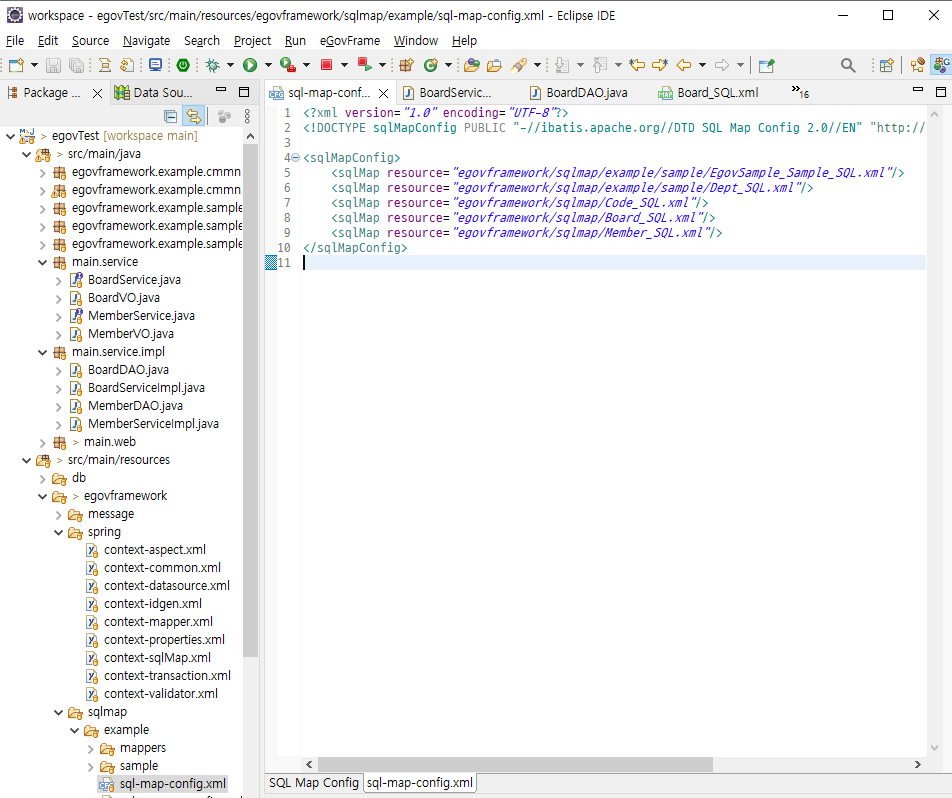 workspace - egovTest/src/main/resources/egovframework/sqlmap/example/sql-map-config.xml - Eclipse IDE
File Edit Source Navigate Search Project Run eGovFrame Window Help
Package ... Data Sou...
sql-map-conf... BoardServic... BoardDAO.java Board_SQL.xml »16
egovTest [workspace main]
> src/main/java
egovframework.example.cmmn
egovframework.example.cmmn
egovframework.example.sample
egovframework.example.sample
egovframework.example.sample
main.service
BoardService.java
BoardVO.java
MemberService.java
MemberVO.java
main.service.impl
BoardDAO.java
BoardServiceImpl.java
MemberDAO.java
MemberServiceImpl.java
> main.web
> src/main/resources
db
> egovframework
message
spring
context-aspect.xml
context-common.xml
context-datasource.xml
context-idgen.xml
context-mapper.xml
context-properties.xml
context-sqlMap.xml
context-transaction.xml
context-validator.xml
sqlmap
example
mappers
sample
sql-map-config.xml
1 <?xml version="1.0" encoding="UTF-8"?>
2 <!DOCTYPE sqlMapConfig PUBLIC "-//ibatis.apache.org//DTD SQL Map Config 2.0//EN" "http://
3
4 <sqlMapConfig>
5 <sqlMap resource="egovframework/sqlmap/example/sample/EgovSample_Sample_SQL.xml"/>
6 <sqlMap resource="egovframework/sqlmap/example/sample/Dept_SQL.xml"/>
7 <sqlMap resource="egovframework/sqlmap/Code_SQL.xml"/>
8 <sqlMap resource="egovframework/sqlmap/Board_SQL.xml"/>
9 <sqlMap resource="egovframework/sqlmap/Member_SQL.xml"/>
10 </sqlMapConfig>
11
SQL Map Config sql-map-config.xml